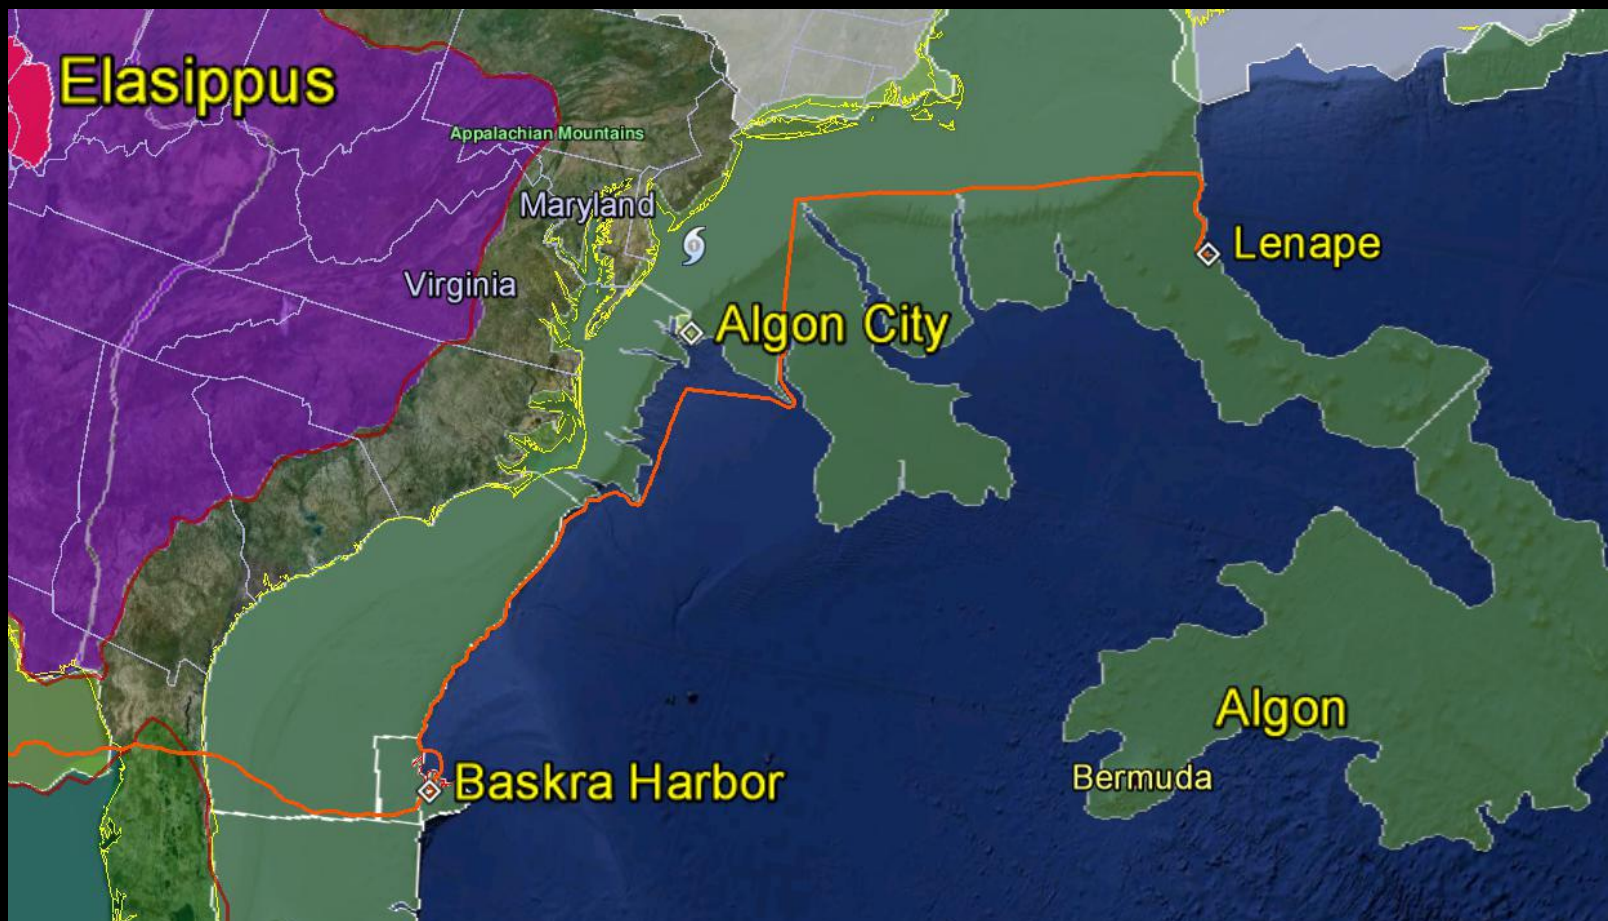 Elasippus
Appalachian Mountains
Maryland
Virginia
Lenape
Algon City
Algon
Bermuda
Baskra Harbor